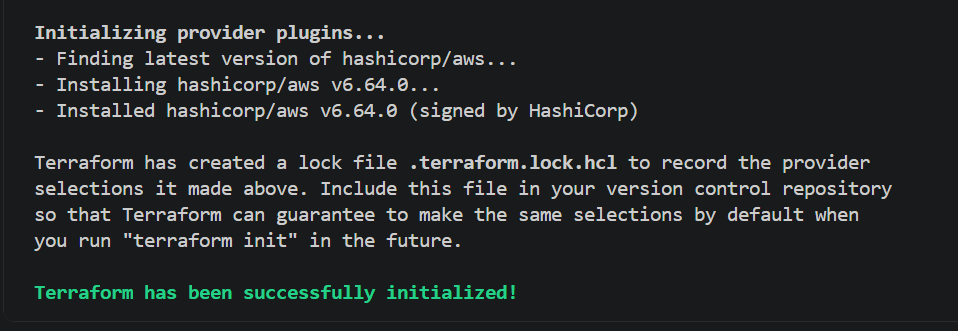 Initializing provider plugins...
- Finding latest version of hashicorp/aws...
- Installing hashicorp/aws v6.64.0...
- Installed hashicorp/aws v6.64.0 (signed by HashiCorp)
Terraform has created a lock file .terraform.lock.hcl to record the provider
selections it made above. Include this file in your version control repository
so that Terraform can guarantee to make the same selections by default when
you run "terraform init" in the future.
Terraform has been successfully initialized!